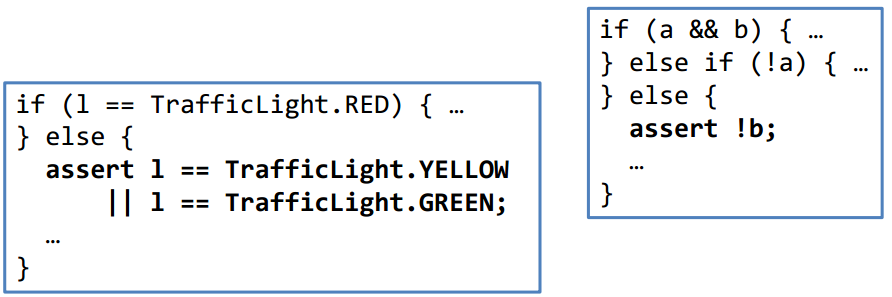 if (l == TrafficLight.RED) { …
} else {
  assert l == TrafficLight.YELLOW
      || l == TrafficLight.GREEN;
  …
}
if (a && b) { …
} else if (!a) { …
} else {
  assert !b;
  …
}